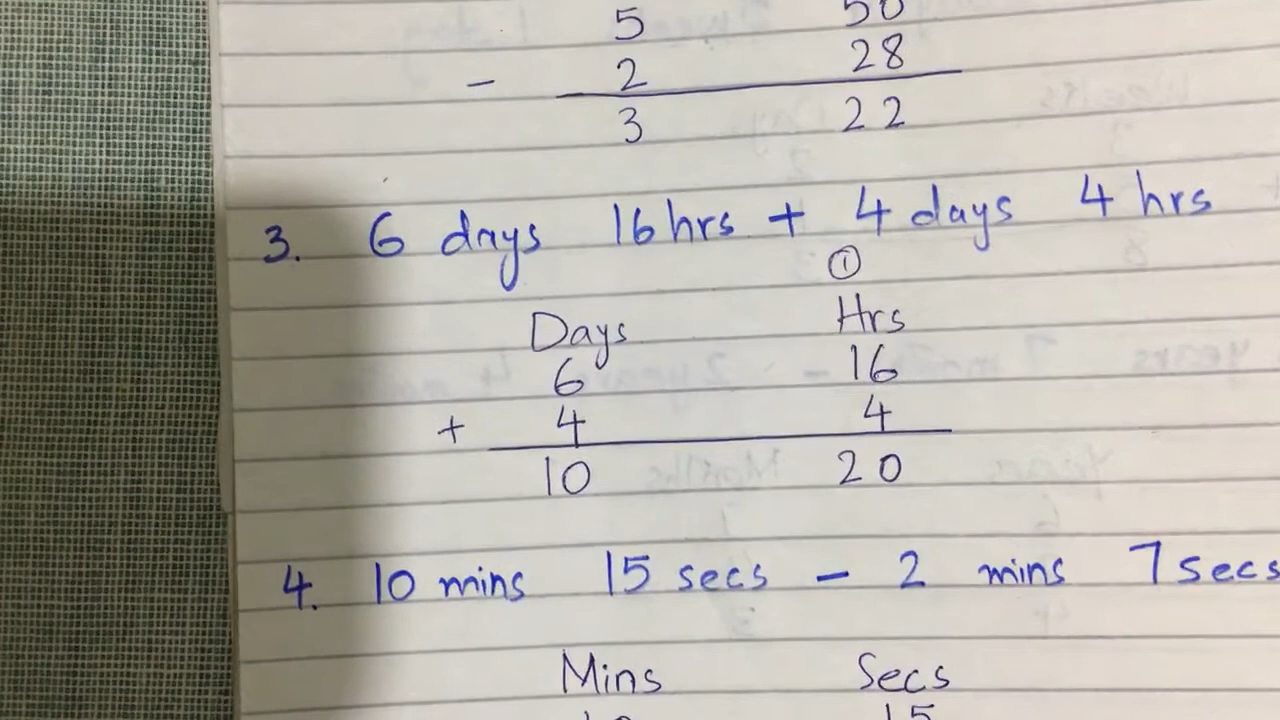 5 50
- 2 28
3 22
3. 6 days 16 hrs + 4 days 4 hrs
①
Days Hrs
6 16
+ 4 4
10 20
4. 10 mins 15 secs - 2 mins 7 secs
Mins Secs
10 15